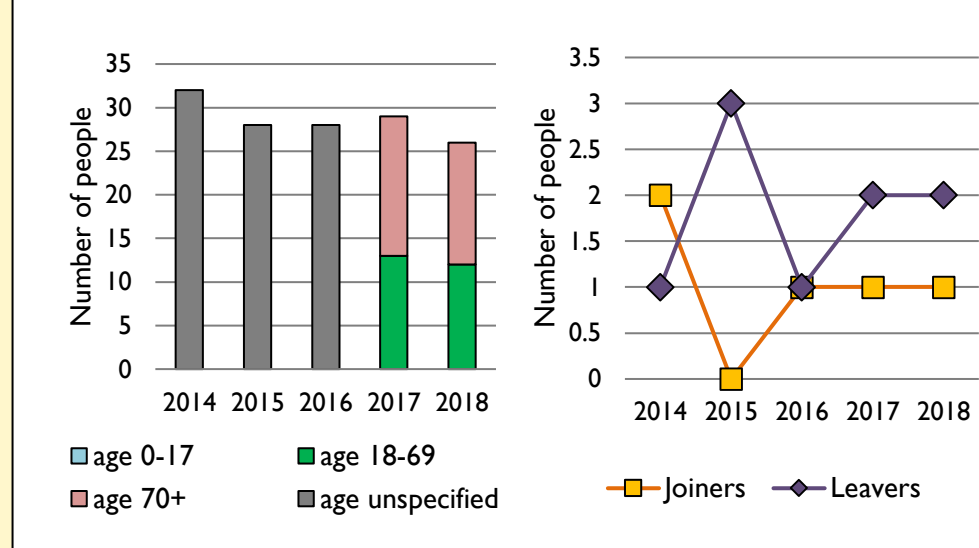 Number of people
35
30
25
20
15
10
5
0
2014 2015 2016 2017 2018
age 0-17 age 18-69
age 70+ age unspecified
Number of people
3.5
3
2.5
2
1.5
1
0.5
0
2014 2015 2016 2017 2018
Joiners Leavers